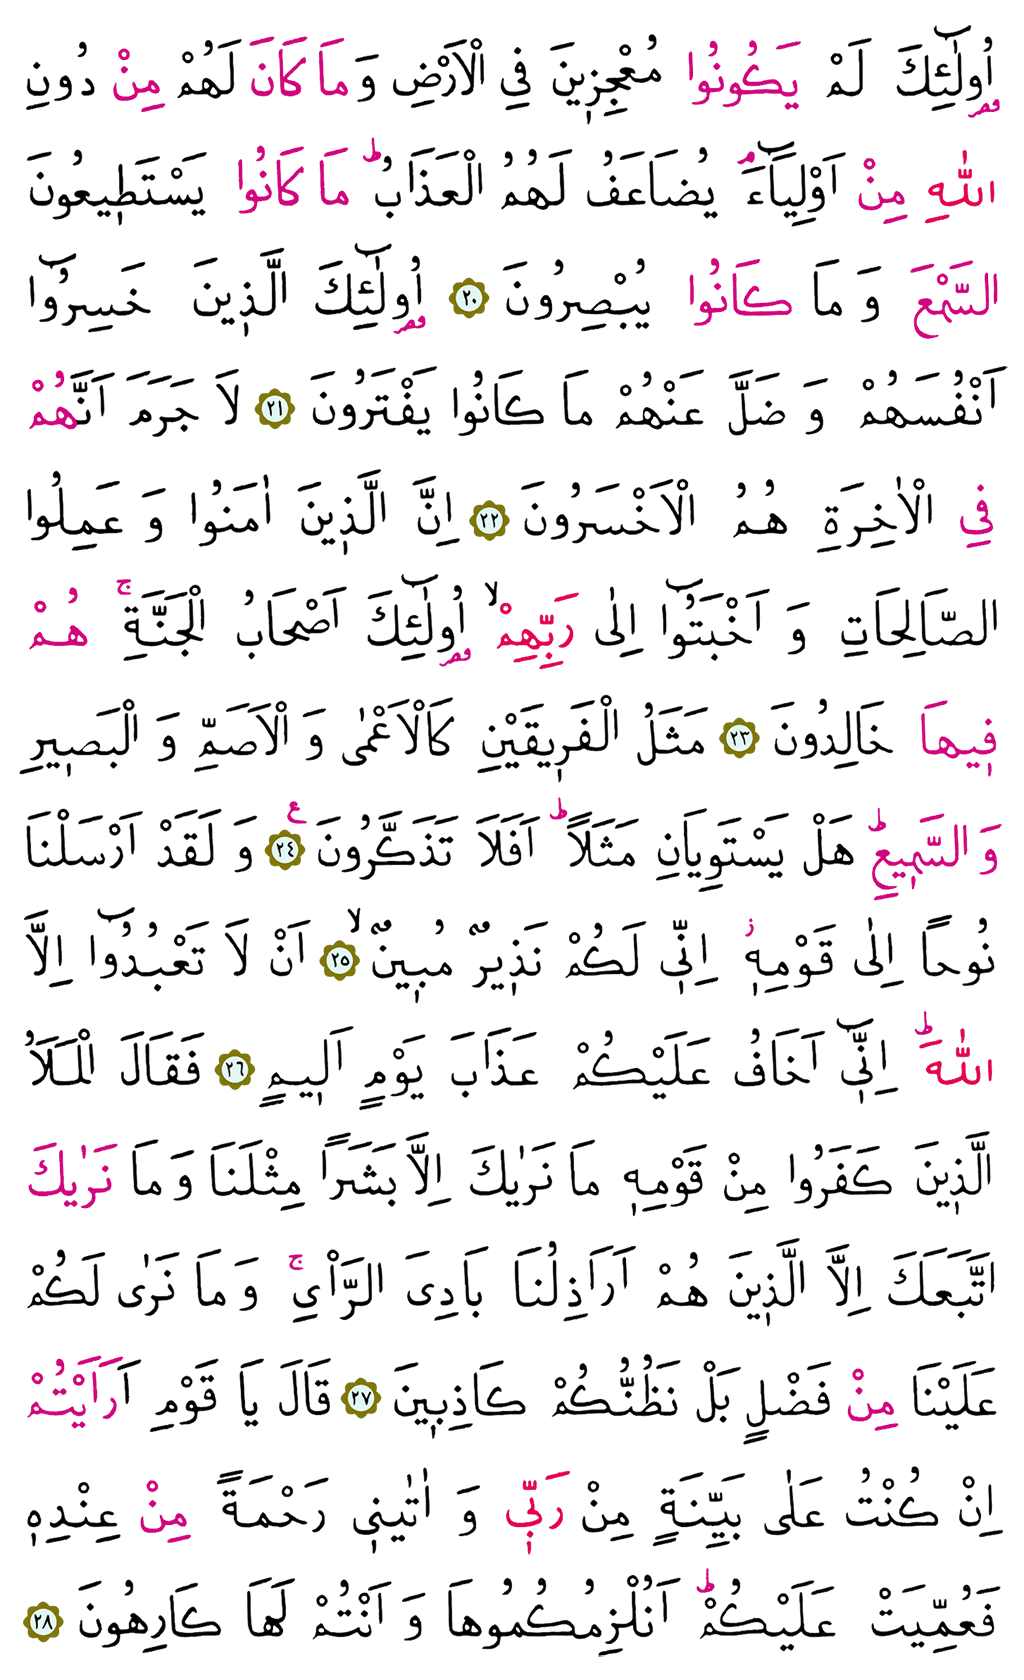 اُو۬لٰٓئِكَ لَمْ يَكُونُوا مُعْجِزٖينَ فِي الْاَرْضِ وَ مَا كَانَ لَهُمْ مِنْ دُونِ
اللّٰهِ مِنْ اَوْلِيَٓاءَۘ يُضَاعَفُ لَهُمُ الْعَذَابُؕ مَا كَانُوا يَسْتَطٖيعُونَ
السَّمْعَ وَ مَا كَانُوا يُبْصِرُونَ ﴿٢٠﴾ اُو۬لٰٓئِكَ الَّذٖينَ خَسِرُٓوا
اَنْفُسَهُمْ وَ ضَلَّ عَنْهُمْ مَا كَانُوا يَفْتَرُونَ ﴿٢١﴾ لَا جَرَمَ اَنَّهُمْ
فِي الْاٰخِرَةِ هُمُ الْاَخْسَرُونَ ﴿٢٢﴾ اِنَّ الَّذٖينَ اٰمَنُوا وَ عَمِلُوا
الصَّالِحَاتِ وَ اَخْبَتُٓوا اِلٰى رَبِّهِمْۙ اُو۬لٰٓئِكَ اَصْحَابُ الْجَنَّةِۚ هُمْ
فٖيهَا خَالِدُونَ ﴿٢٣﴾ مَثَلُ الْفَرٖيقَيْنِ كَالْاَعْمٰى وَ الْاَصَمِّ وَ الْبَصٖيرِ
وَ السَّمٖيعِؕ هَلْ يَسْتَوِيَانِ مَثَلاًؕ اَفَلَا تَذَكَّرُونَ ﴿٢٤﴾ ع وَ لَقَدْ اَرْسَلْنَا
نُوحاً اِلٰى قَوْمِهٖؗ اِنّٖي لَكُمْ نَذٖيرٌ مُبٖينٌۙ ﴿٢٥﴾ اَنْ لَا تَعْبُدُٓوا اِلَّا
اللّٰهَؕ اِنّٖٓي اَخَافُ عَلَيْكُمْ عَذَابَ يَوْمٍ اَلٖيمٍ ﴿٢٦﴾ فَقَالَ الْمَلَاُ
الَّذٖينَ كَفَرُوا مِنْ قَوْمِهٖ مَا نَرٰيكَ اِلَّا بَشَراً مِثْلَنَا وَ مَا نَرٰيكَ
اتَّبَعَكَ اِلَّا الَّذٖينَ هُمْ اَرَاذِلُنَا بَادِىَ الرَّاْيِۚ وَ مَا نَرٰى لَكُمْ
عَلَيْنَا مِنْ فَضْلٍ بَلْ نَظُنُّكُمْ كَاذِبٖينَ ﴿٢٧﴾ قَالَ يَا قَوْمِ اَرَاَيْتُمْ
اِنْ كُنْتُ عَلٰى بَيِّنَةٍ مِنْ رَبّٖي وَ اٰتٰينٖي رَحْمَةً مِنْ عِنْدِهٖ
فَعُمِّيَتْ عَلَيْكُمْؕ اَنُلْزِمُكُمُوهَا وَ اَنْتُمْ لَهَا كَارِهُونَ ﴿٢٨﴾